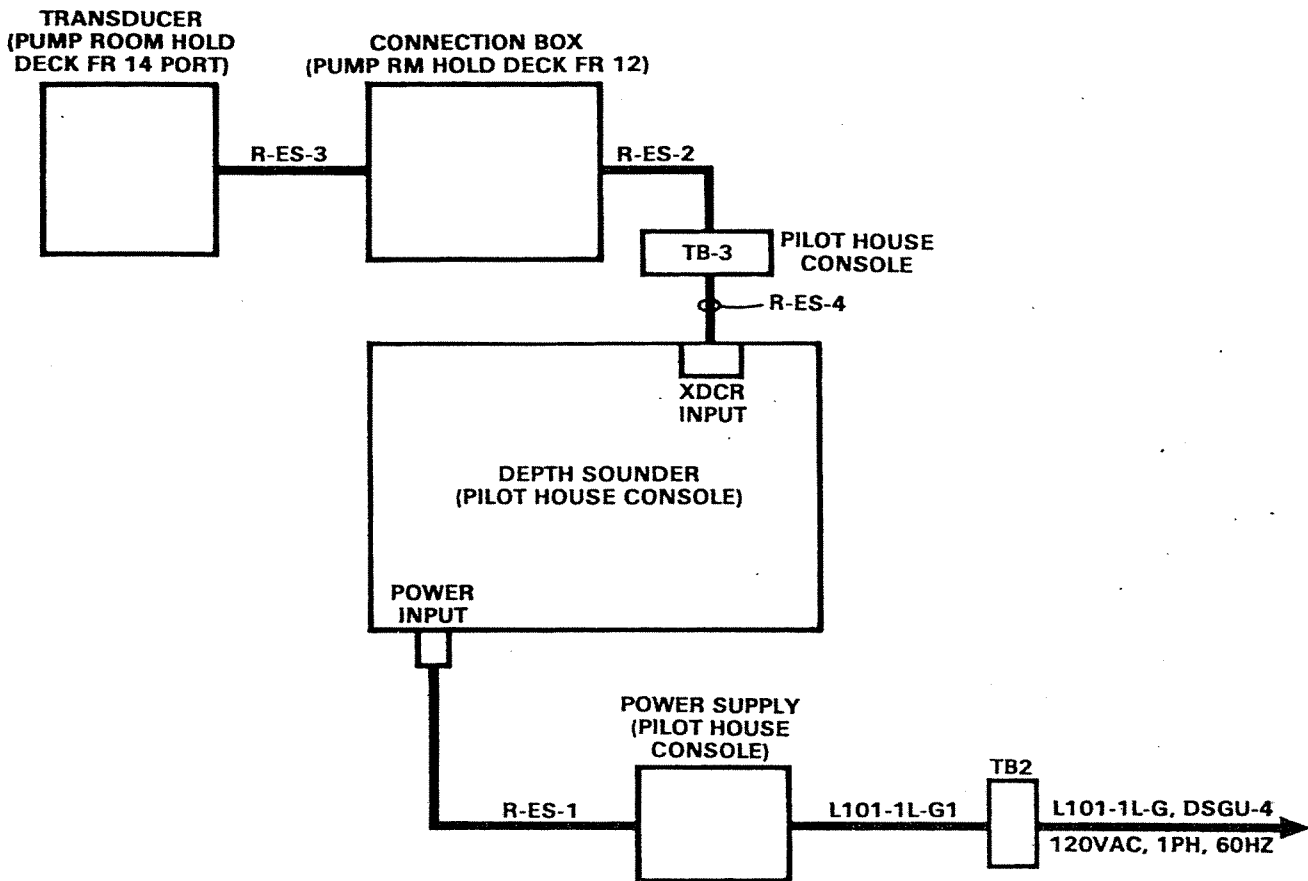 TRANSDUCER
(PUMP ROOM HOLD
DECK FR 14 PORT)
CONNECTION BOX
(PUMP RM HOLD DECK FR 12)
R-ES-3
R-ES-2
TB-3
PILOT HOUSE
CONSOLE
R-ES-4
XDCR
INPUT
DEPTH SOUNDER
(PILOT HOUSE CONSOLE)
POWER
INPUT
POWER SUPPLY
(PILOT HOUSE
CONSOLE)
R-ES-1
L101-1L-G1
TB2
L101-1L-G, DSGU-4
120VAC, 1PH, 60HZ